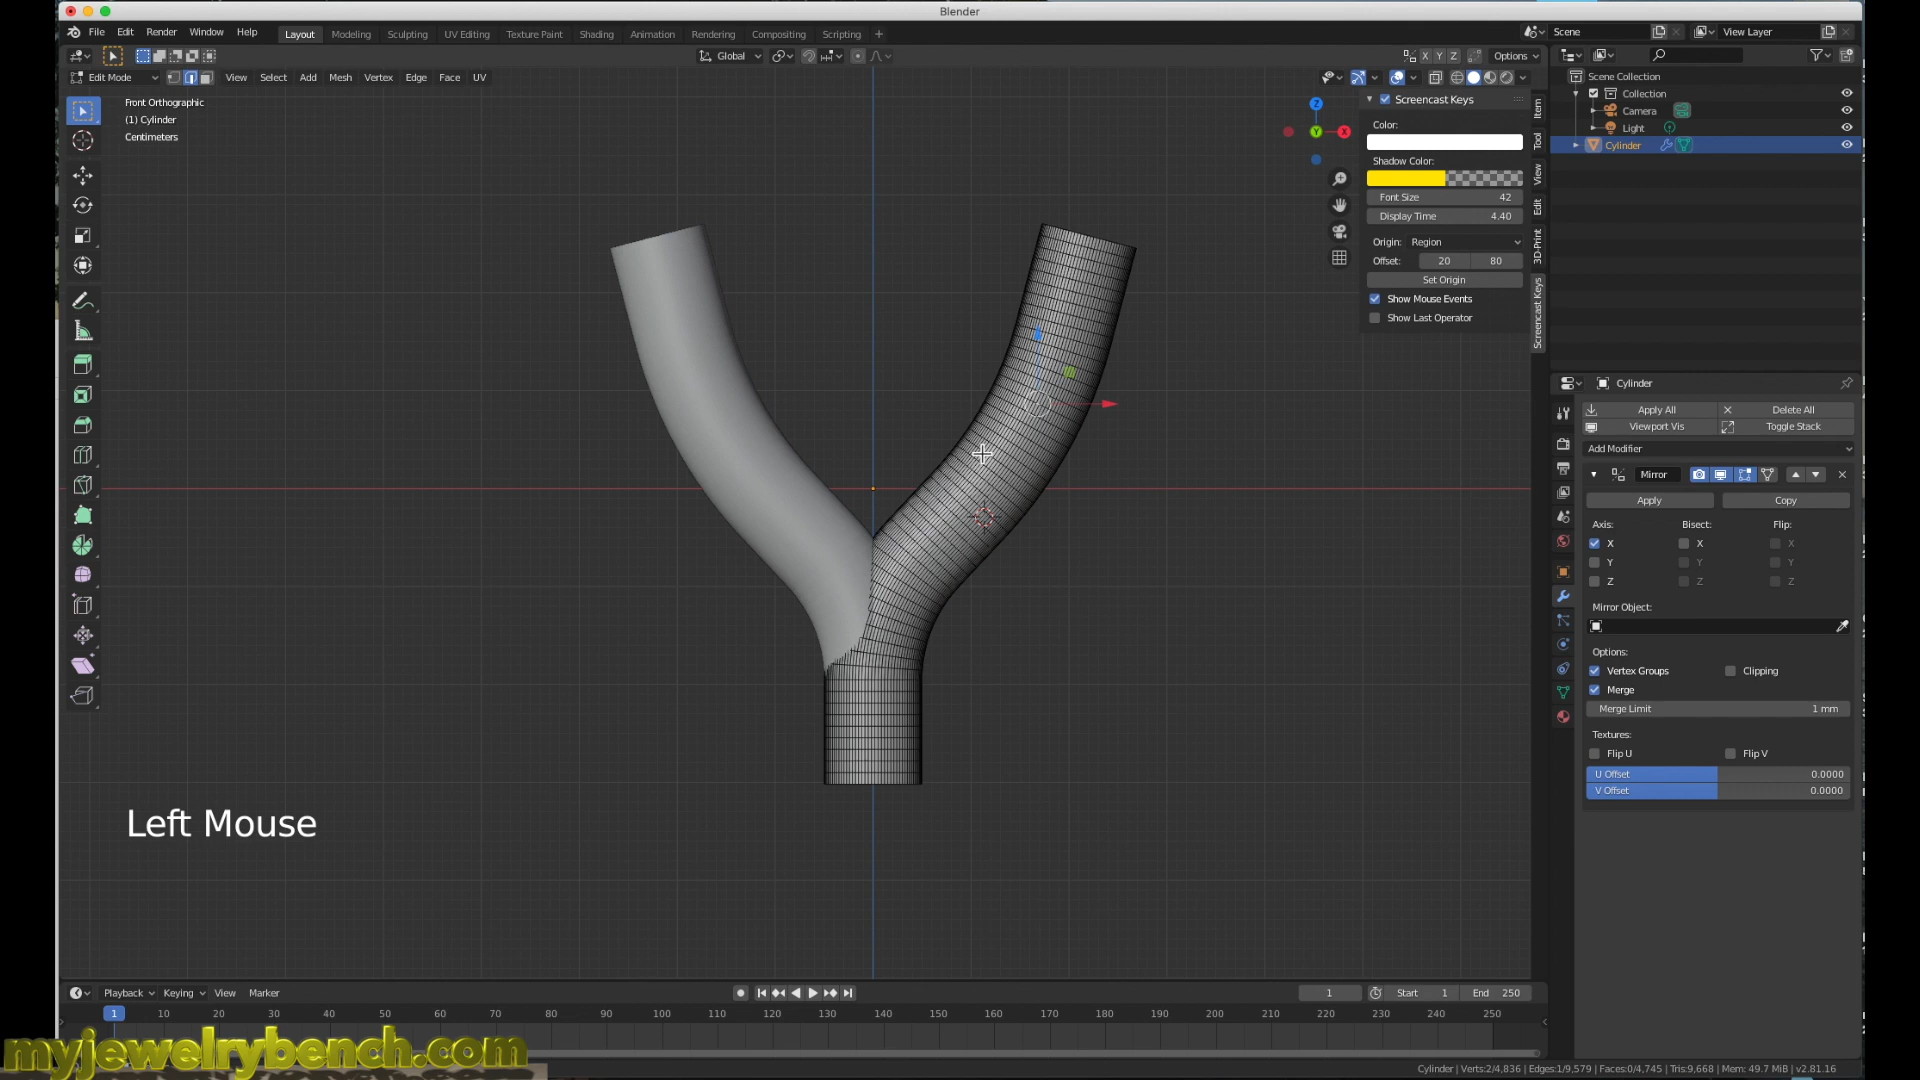 Blender
File Edit Render Window Help
Layout Modeling Sculpting UV Editing Texture Paint Shading Animation Rendering Compositing Scripting +
Scene
View Layer
Global
X Y Z
Options
Edit Mode View Select Add Mesh Vertex Edge Face UV
Front Orthographic
(1) Cylinder
Centimeters
Z
Y
X
Screencast Keys
Color:
Shadow Color:
Font Size 42
Display Time 4.40
Origin: Region
Offset: 20 80
Set Origin
Show Mouse Events
Show Last Operator
Item
Tool
View
Edit
3D-Print
Screencast Keys
Scene Collection
Collection
Camera
Light
Cylinder
Cylinder
Apply All
Delete All
Viewport Vis
Toggle Stack
Add Modifier
Mirror
Apply
Copy
Axis: Bisect: Flip:
X X X
Y Y Y
Z Z Z
Mirror Object:
Options:
Vertex Groups
Clipping
Merge
Merge Limit 1 mm
Textures:
Flip U
Flip V
U Offset 0.0000
V Offset 0.0000
Left Mouse
Playback Keying View Marker
1
Start 1
End 250
1 10 20 30 40 50 60 70 80 90 100 110 120 130 140 150 160 170 180 190 200 210 220 230 240 250
myjewelrybench.com
Cylinder | Verts:2/4,836 | Edges:1/9,579 | Faces:0/4,745 | Tris:9,668 | Mem: 49.7 MiB | v2.81.16